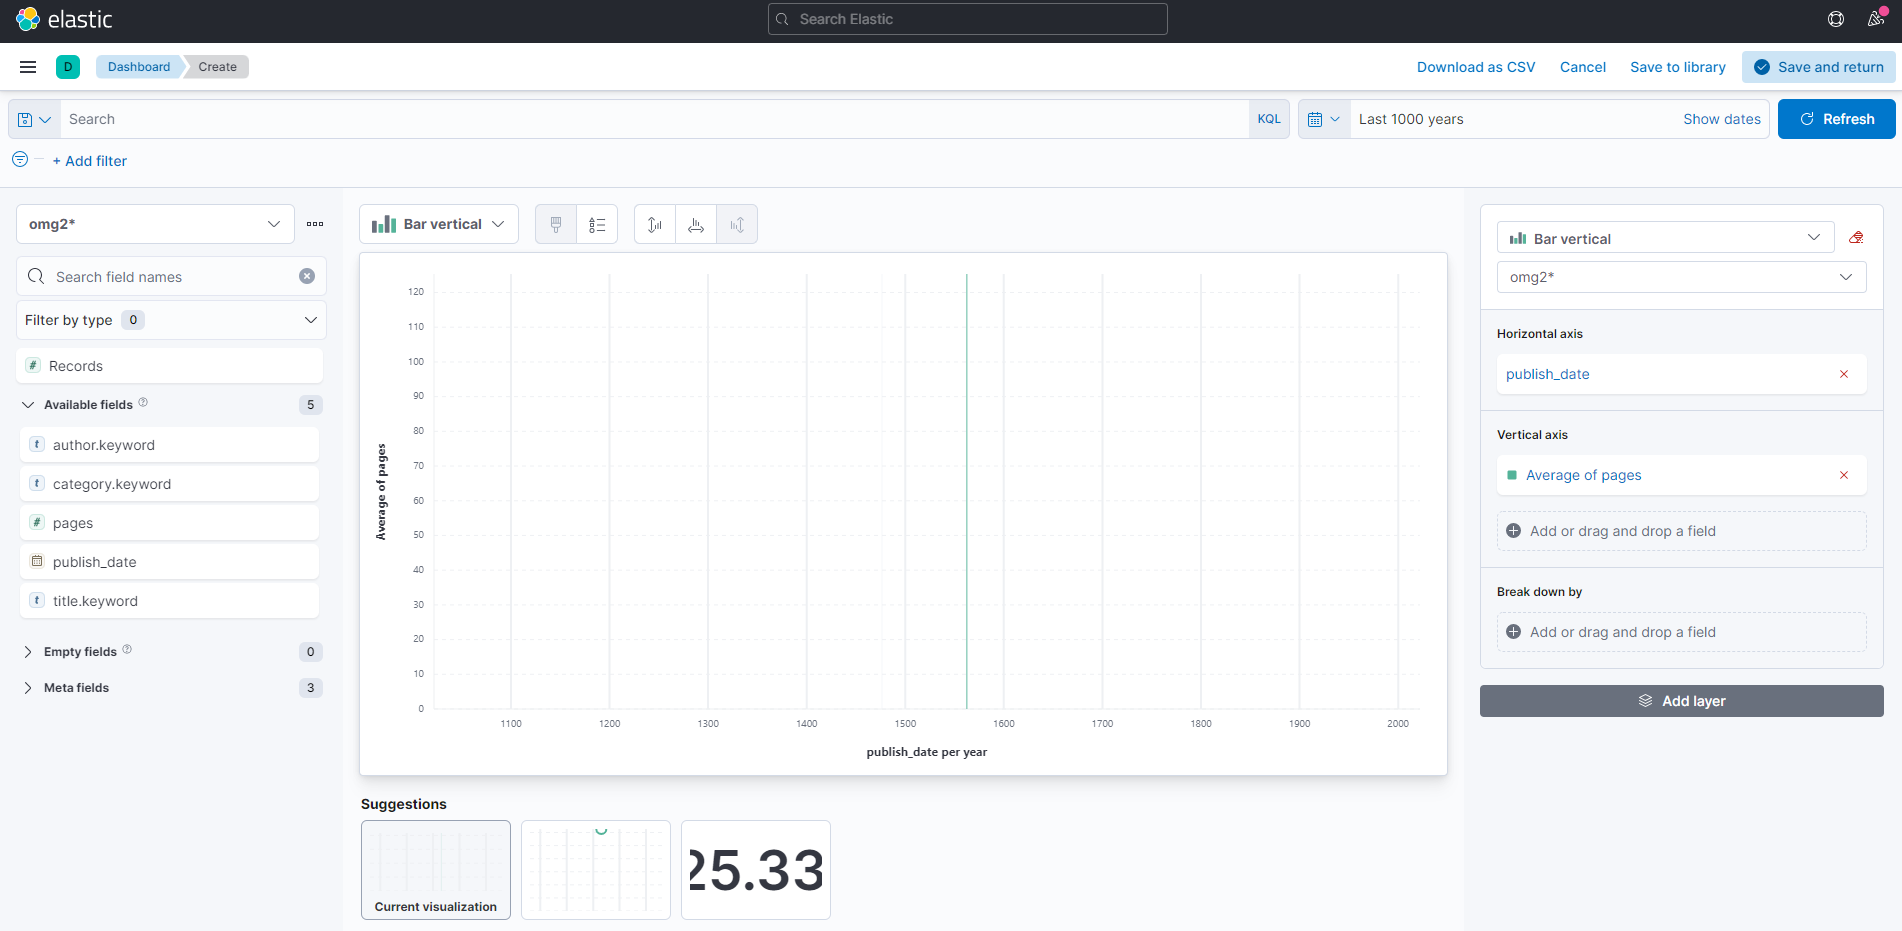 elastic
Search Elastic
D
Dashboard
Create
Download as CSV
Cancel
Save to library
Save and return
Search
KQL
Last 1000 years
Show dates
Refresh
+ Add filter
omg2*
Search field names
Filter by type 0
# Records
Available fields ? 5
t author.keyword
t category.keyword
# pages
publish_date
t title.keyword
Empty fields ? 0
Meta fields 3
Bar vertical
Average of pages
120
110
100
90
80
70
60
50
40
30
20
10
0
1100 1200 1300 1400 1500 1600 1700 1800 1900 2000
publish_date per year
Suggestions
Current visualization
25.33
Bar vertical
omg2*
Horizontal axis
publish_date
Vertical axis
Average of pages
Add or drag and drop a field
Break down by
Add or drag and drop a field
Add layer